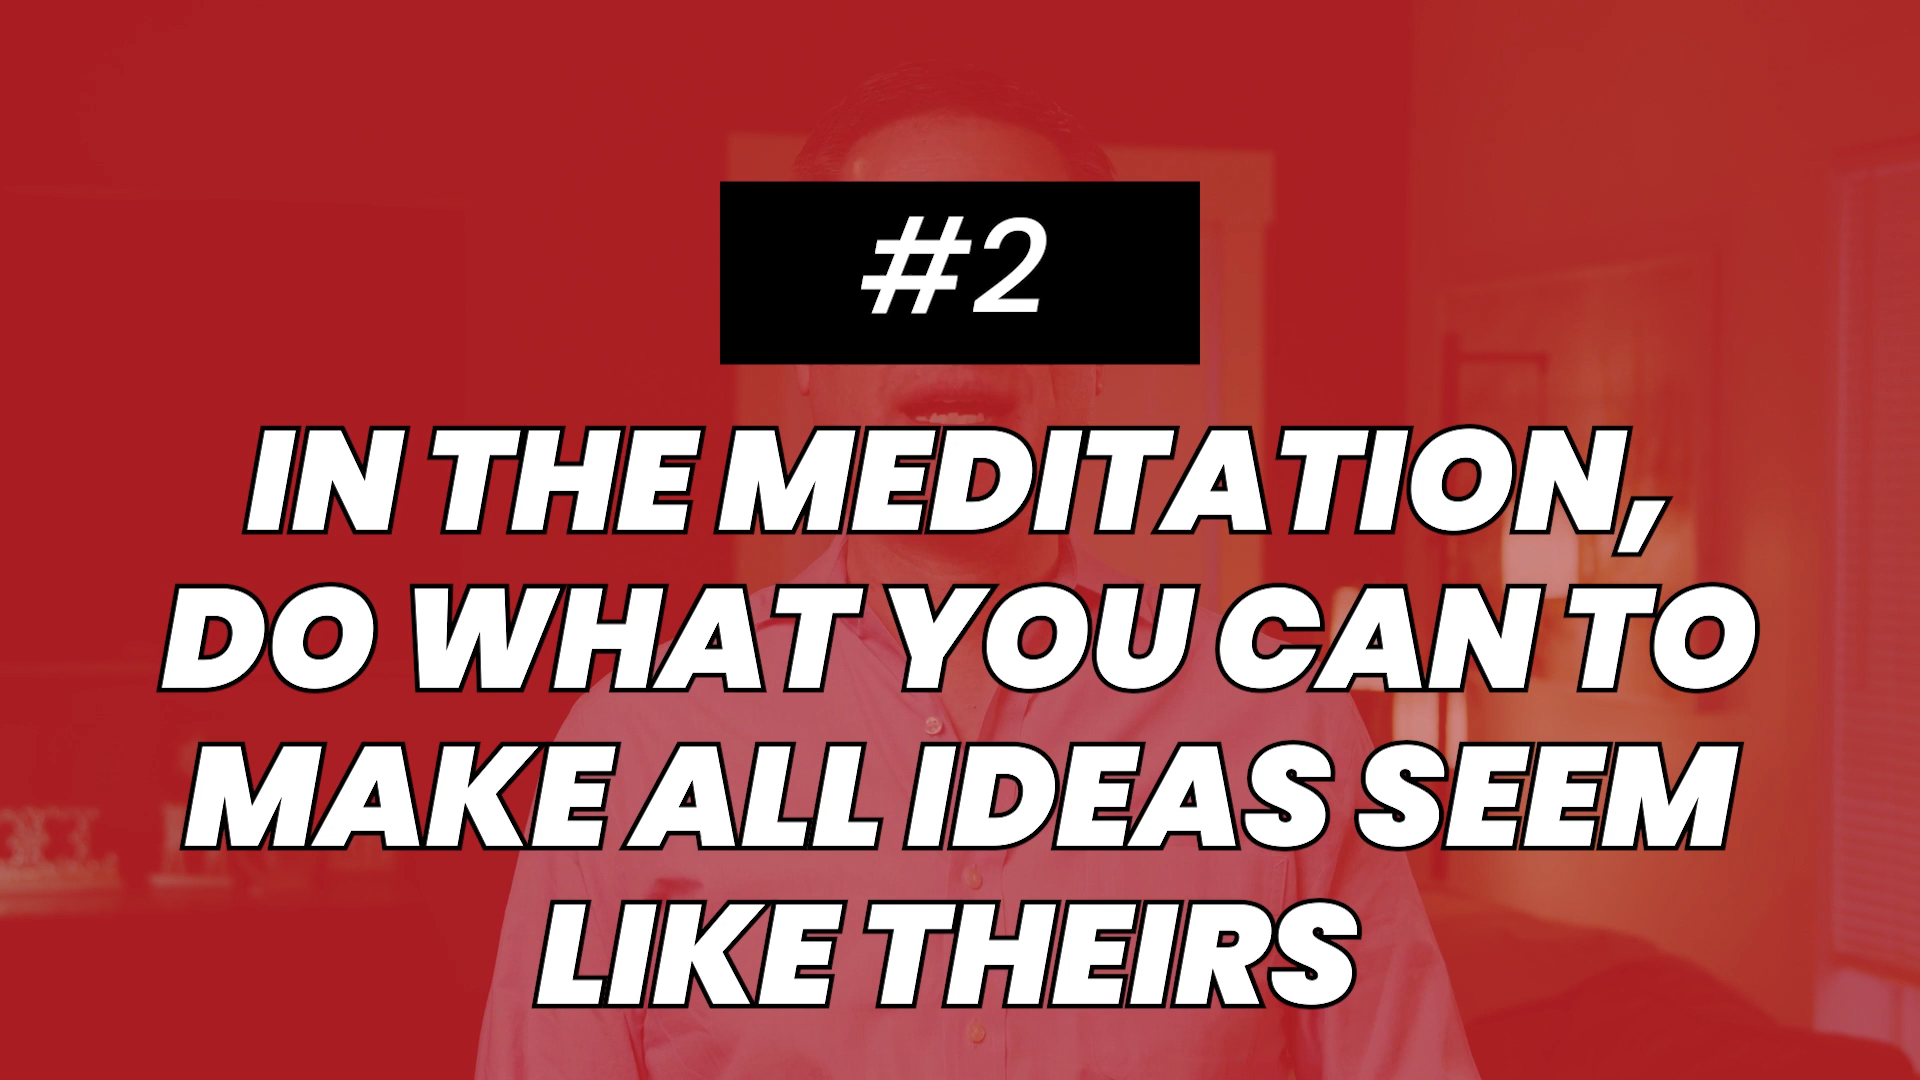 #2
IN THE MEDITATION,
DO WHAT YOU CAN TO
MAKE ALL IDEAS SEEM
LIKE THEIRS